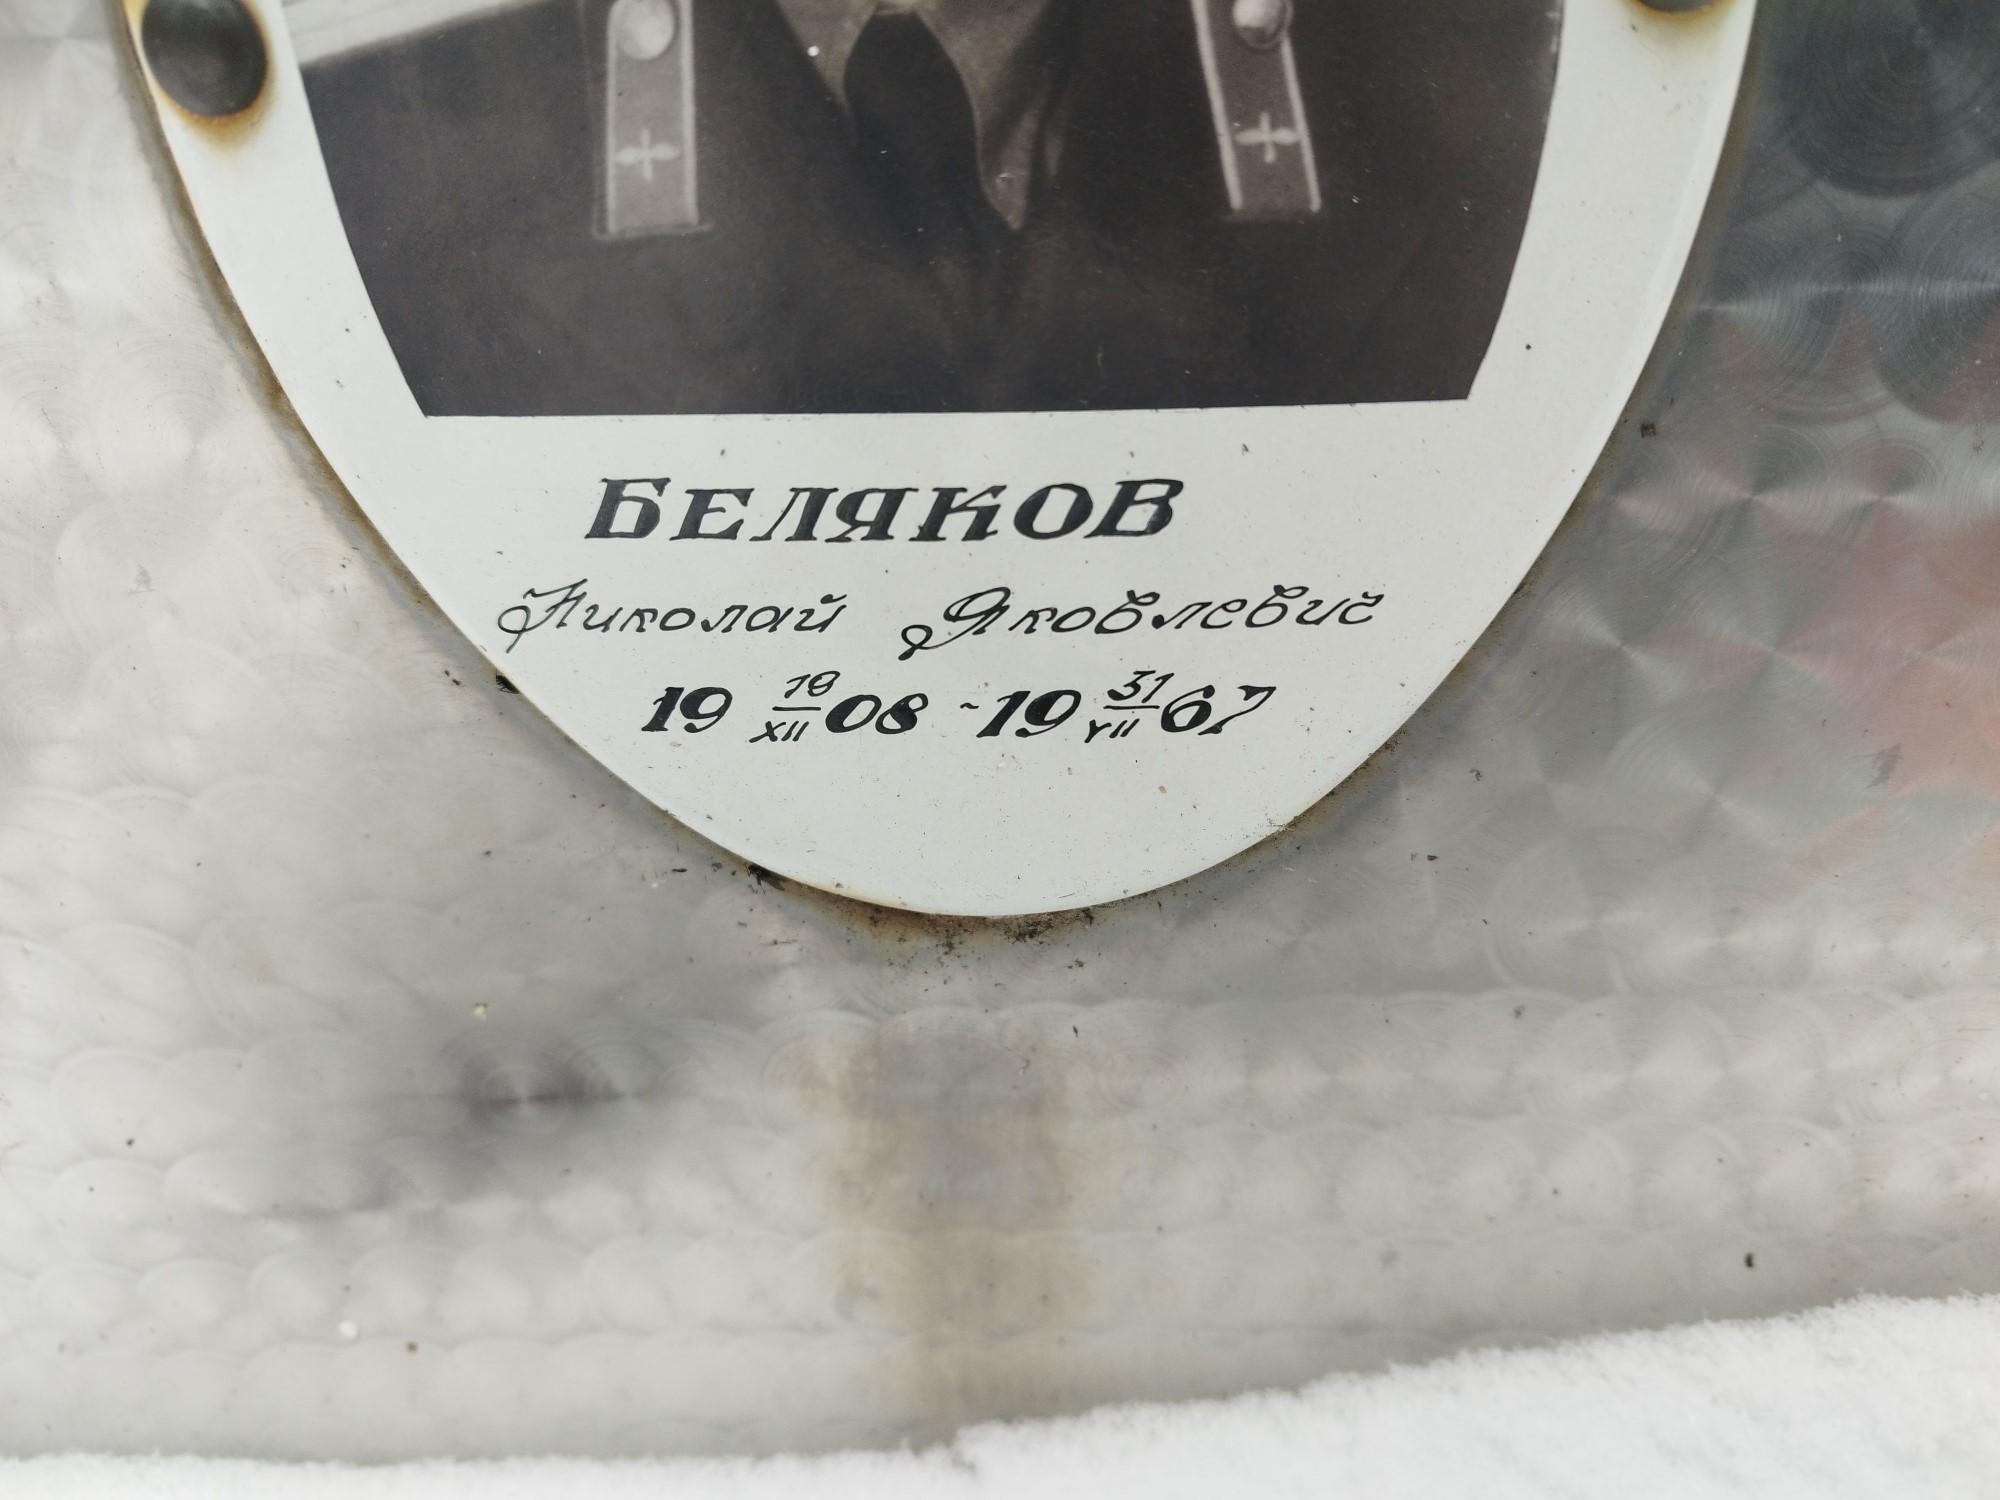 БЕЛЯКОВ
Николай Яковлевич
19 18/XII 08 - 19 31/VII 67